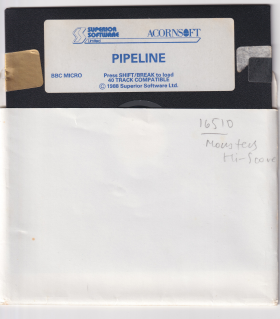 SUPERIOR SOFTWARE Limited
ACORNSOFT
PIPELINE
BBC MICRO
Press SHIFT/BREAK to load
40 TRACK COMPATIBLE
© 1988 Superior Software Ltd.
16510
Monsters
Hi-Score